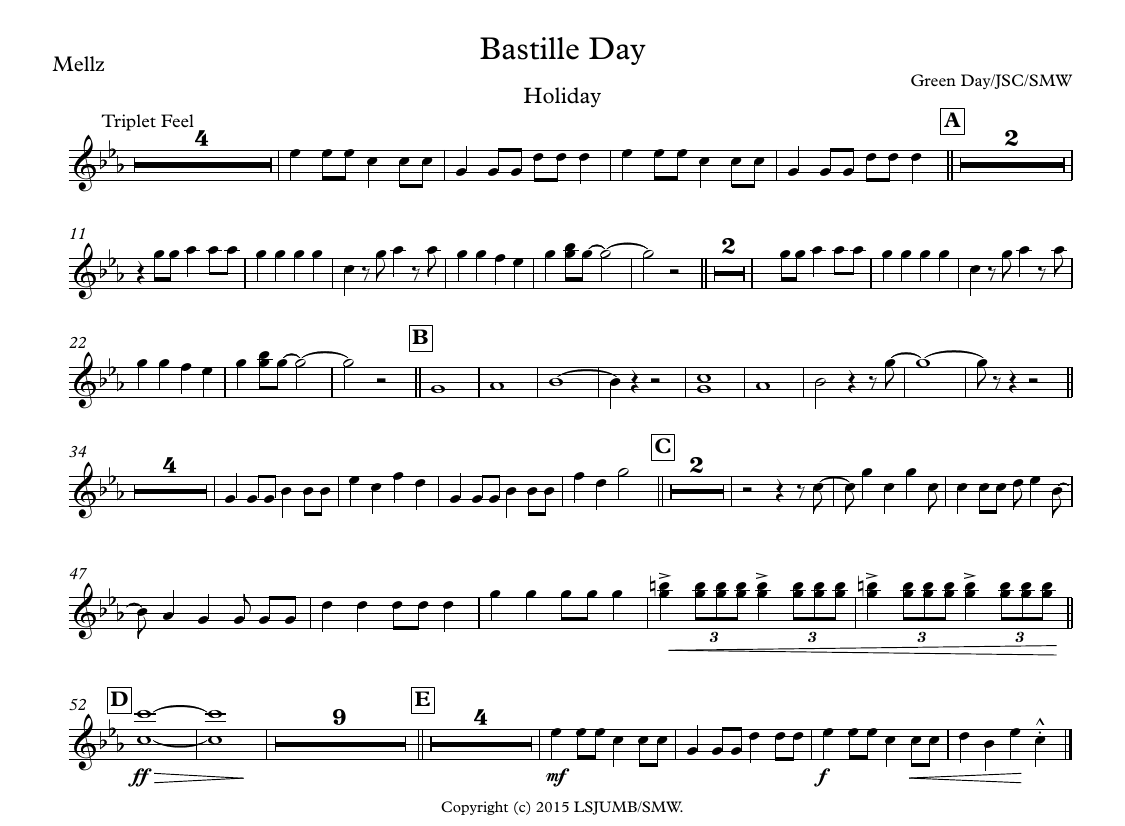 Bastille Day
Mellz
Green Day/JSC/SMW
Holiday
Triplet Feel
4
A
2
11
2
22
B
34
4
C
2
47
3 3 3 3
52
D
9
E
4
ff
mf
f
Copyright (c) 2015 LSJUMB/SMW.